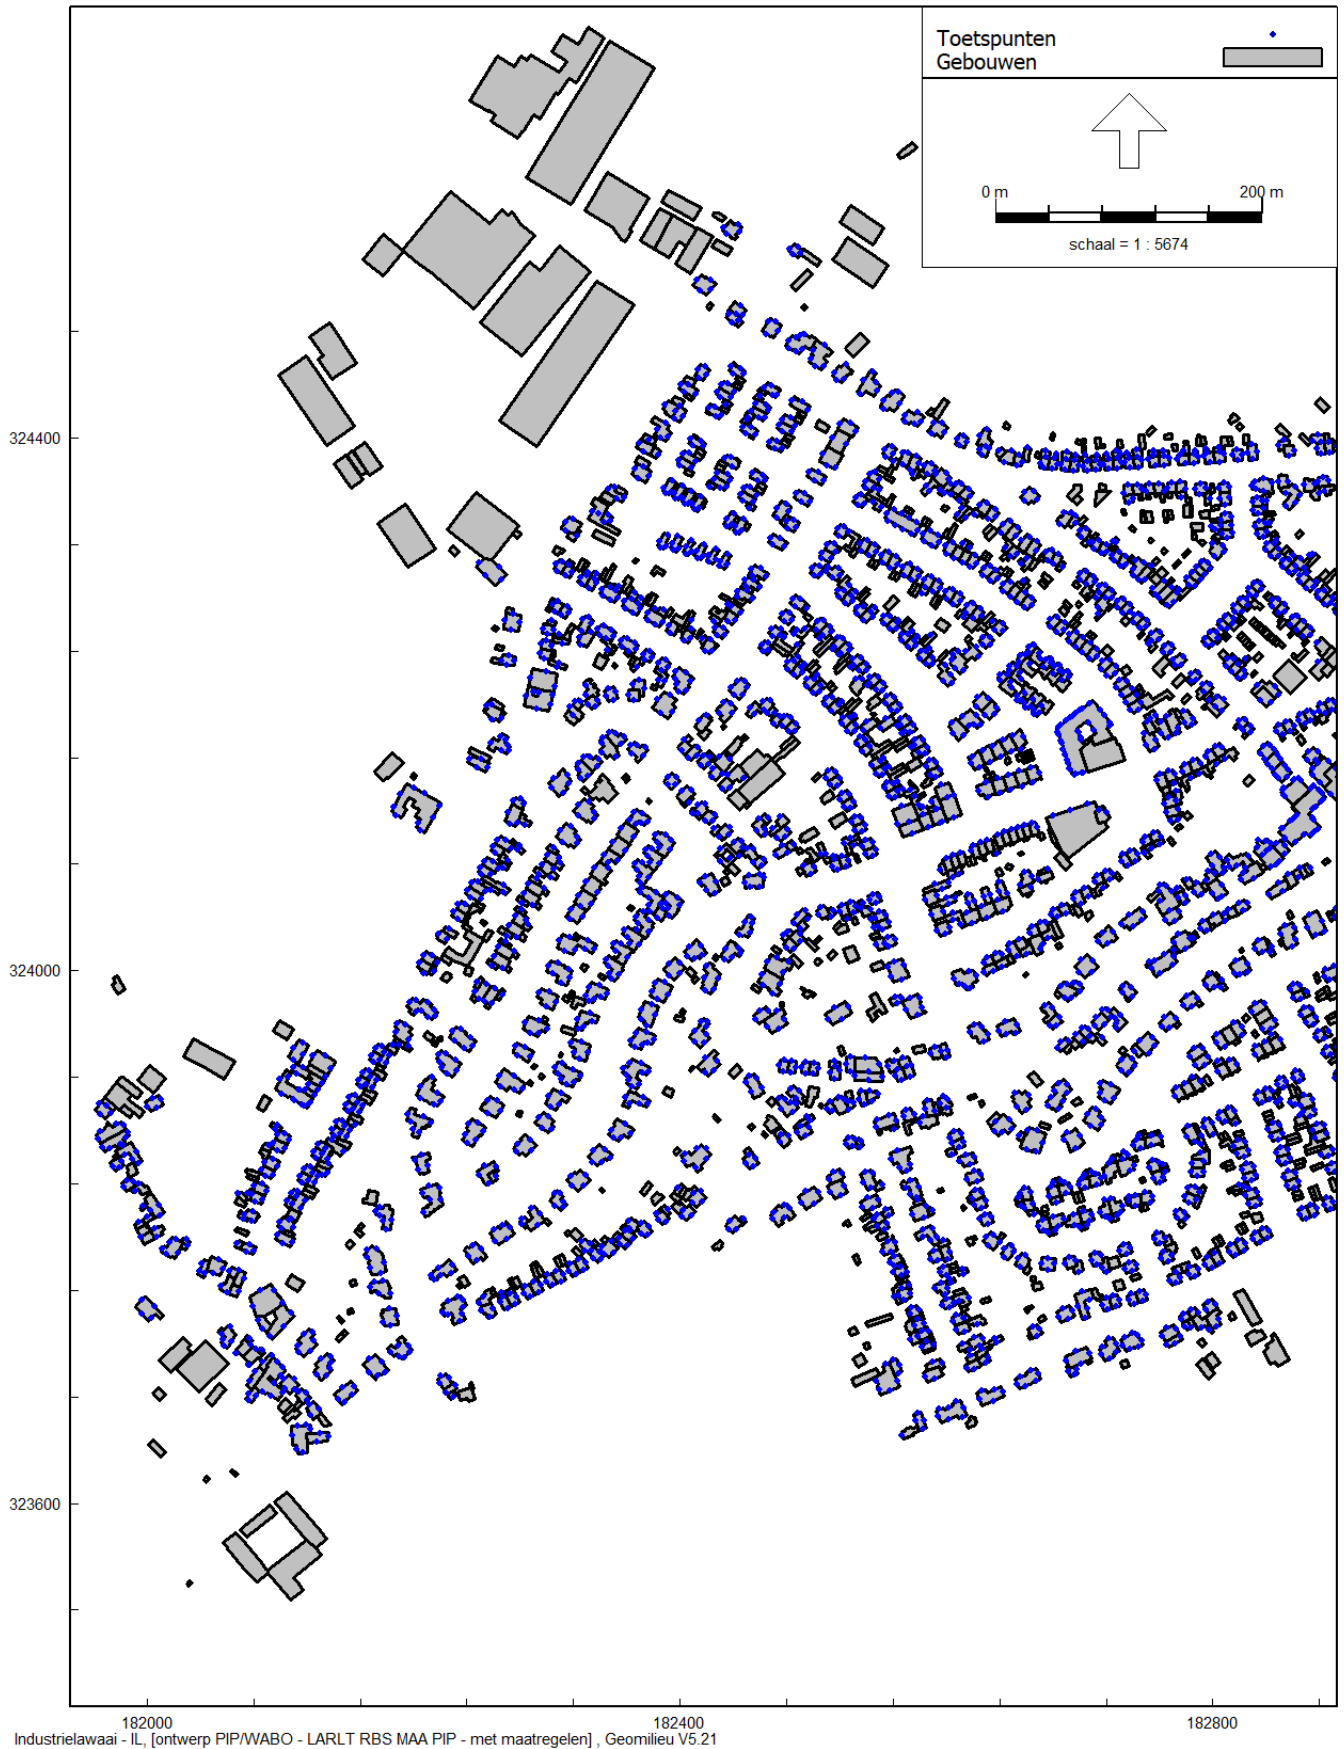 Toetspunten
Gebouwen
0 m 200 m
schaal = 1 : 5674
324400
324000
323600
182000 182400 182800
Industrielawaai - IL, [ontwerp PIP/WABO - LARLT RBS MAA PIP - met maatregelen] , Geomilieu V5.21